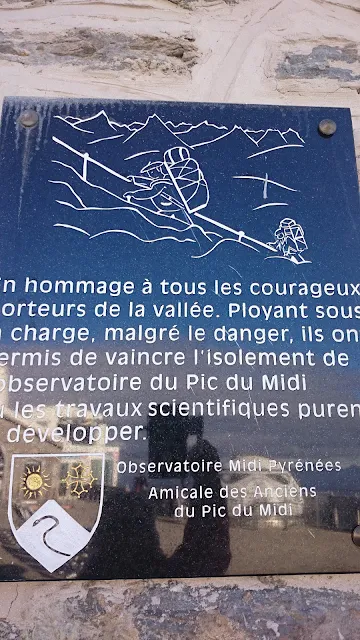 n hommage à tous les courageux
orteurs de la vallée. Ployant sous
charge, malgré le danger, ils on
ermis de vaincre l'isolement de
observatoire du Pic du Midi
les travaux scientifiques puren
développer.
Observatoire Midi Pyrénées
Amicale des Anciens
du Pic du Midi